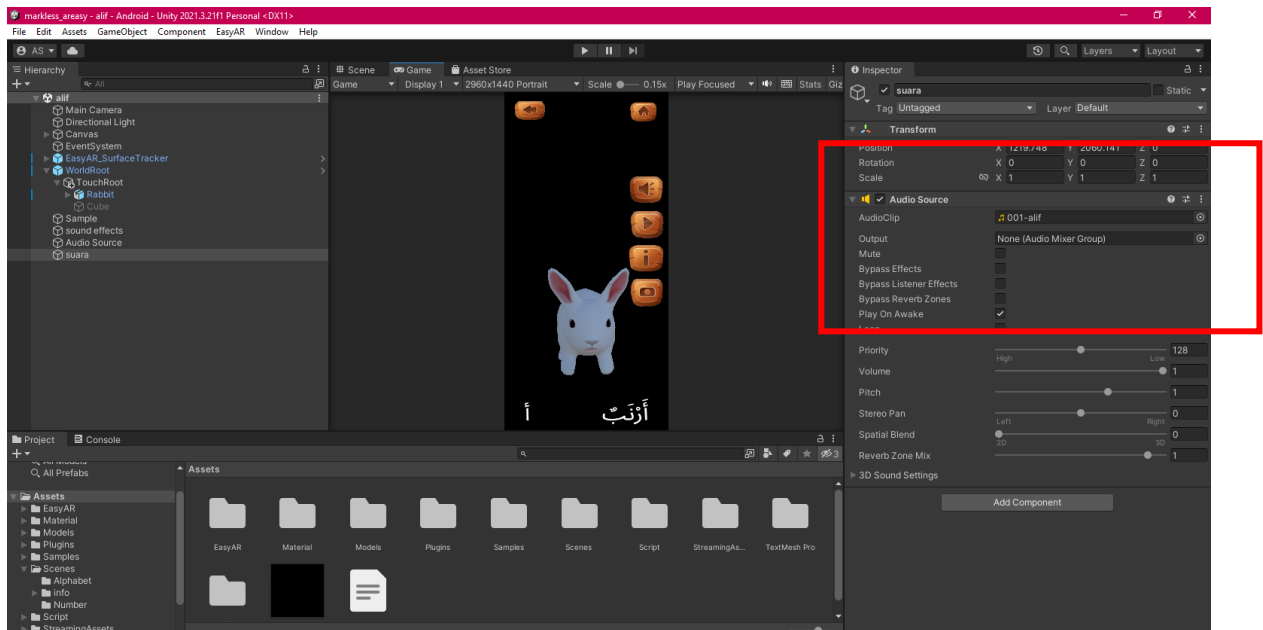 markless_areasy - alif - Android - Unity 2021.3.21f1 Personal <DX11>
File Edit Assets GameObject Component EasyAR Window Help
AS Layers Layout
Hierarchy Scene Game Asset Store Inspector
All Game Display 1 2960x1440 Portrait Scale 0.15x Play Focused Stats Giz
suara Static
Tag Untagged Layer Default
alif
Main Camera
Directional Light
Canvas
EventSystem
EasyAR_SurfaceTracker
WorldRoot
TouchRoot
Rabbit
Cube
Sample
sound effects
Audio Source
suara
أ أَرْنَبٌ
Transform
Position X 1219.748 Y 2060.141 Z 0
Rotation X 0 Y 0 Z 0
Scale X 1 Y 1 Z 1
Audio Source
AudioClip 001-alif
Output None (Audio Mixer Group)
Mute
Bypass Effects
Bypass Listener Effects
Bypass Reverb Zones
Play On Awake
Loop
Priority 128
High Low
Volume 1
Pitch 1
Stereo Pan 0
Left Right
Spatial Blend 0
2D 3D
Reverb Zone Mix 1
3D Sound Settings
Add Component
Project Console
3
All Models
All Prefabs
Assets
EasyAR
Material
Models
Plugins
Samples
Scenes
Alphabet
info
Number
Script
StreamingAssets
Assets
EasyAR Material Models Plugins Samples Scenes Script StreamingAs... TextMesh Pro